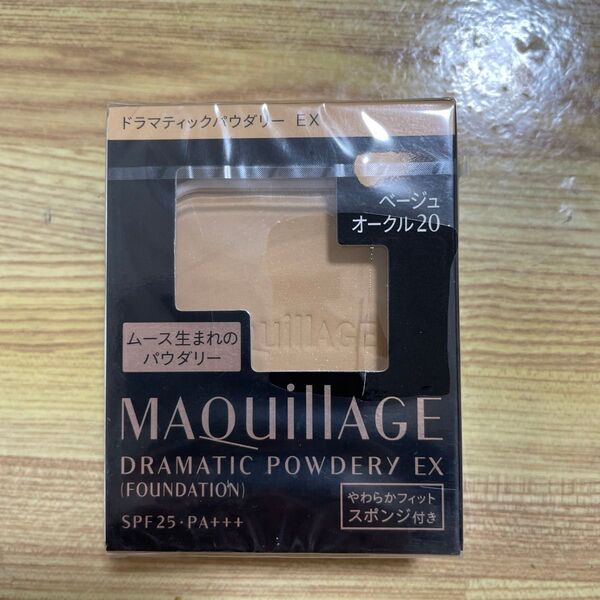 ドラマティックパウダリー EX
ベージュ
オークル20
QuillAGE
ムース生まれの
パウダリー
MAQuillAGE
DRAMATIC POWDERY EX
(FOUNDATION)
やわらかフィット
スポンジ付き
SPF25・PA+++